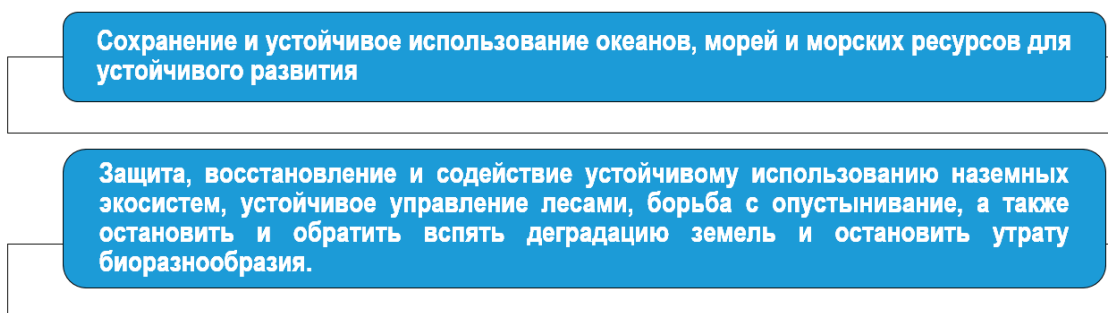 Сохранение и устойчивое использование океанов, морей и морских ресурсов для
устойчивого развития
Защита, восстановление и содействие устойчивому использованию наземных
экосистем, устойчивое управление лесами, борьба с опустынивание, а также
остановить и обратить вспять деградацию земель и остановить утрату
биоразнообразия.